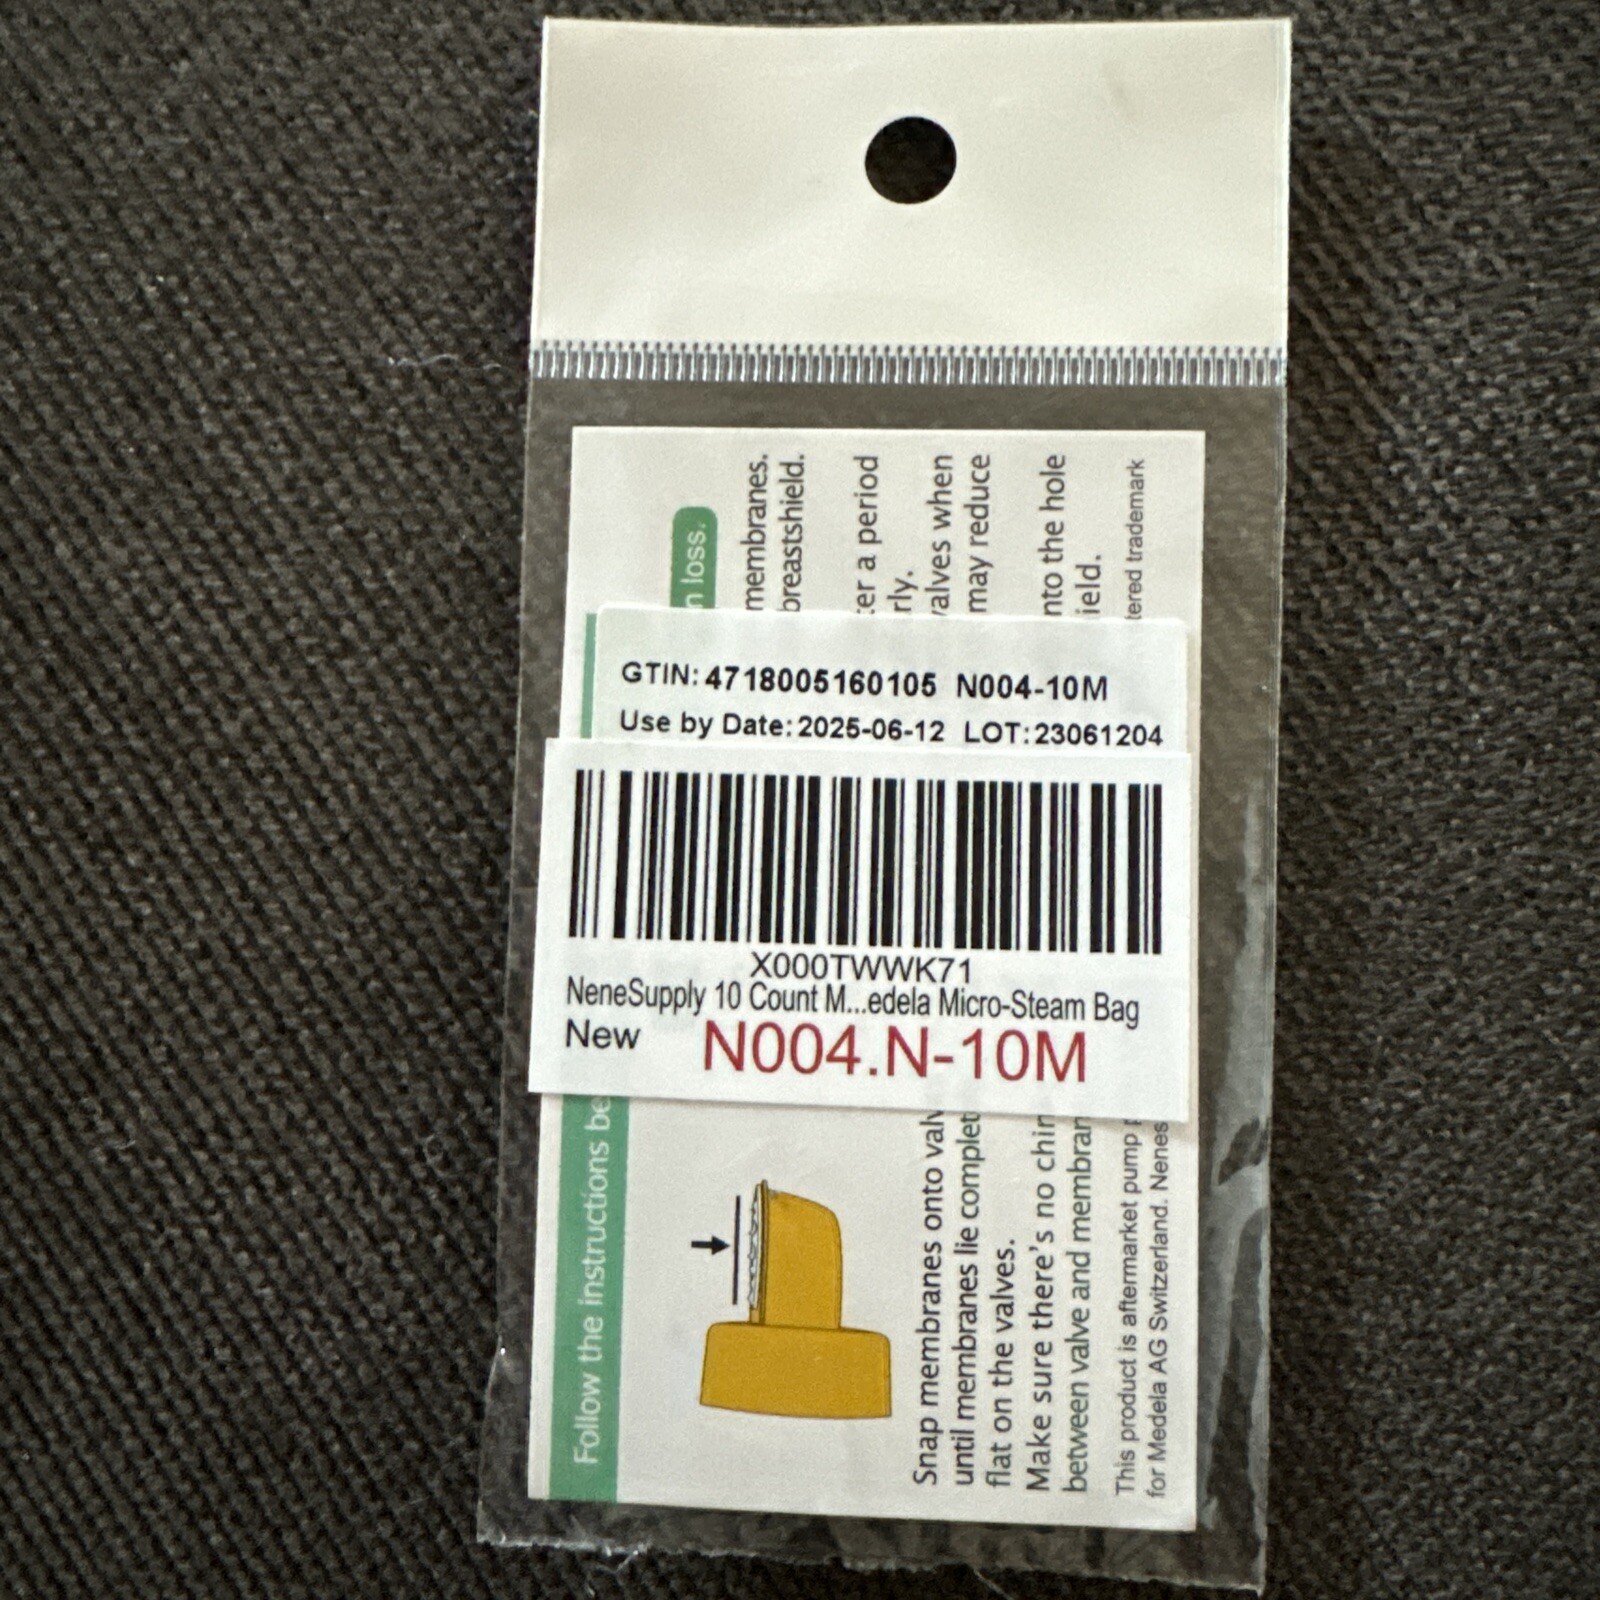 GTIN: 4718005160105 N004-10M
Use by Date: 2025-06-12 LOT: 23061204
X000TWWK71
NeneSupply 10 Count M...edela Micro-Steam Bag
New N004.N-10M
Follow the instructions be
n loss.
membranes.
breastshield.
er a period
rly.
valves when
may reduce
nto the hole
ield.
tered trademark
Snap membranes onto valv
until membranes lie complet
flat on the valves.
Make sure there's no chin
between valve and membran
This product is aftermarket pump p
for Medela AG Switzerland. Nenes